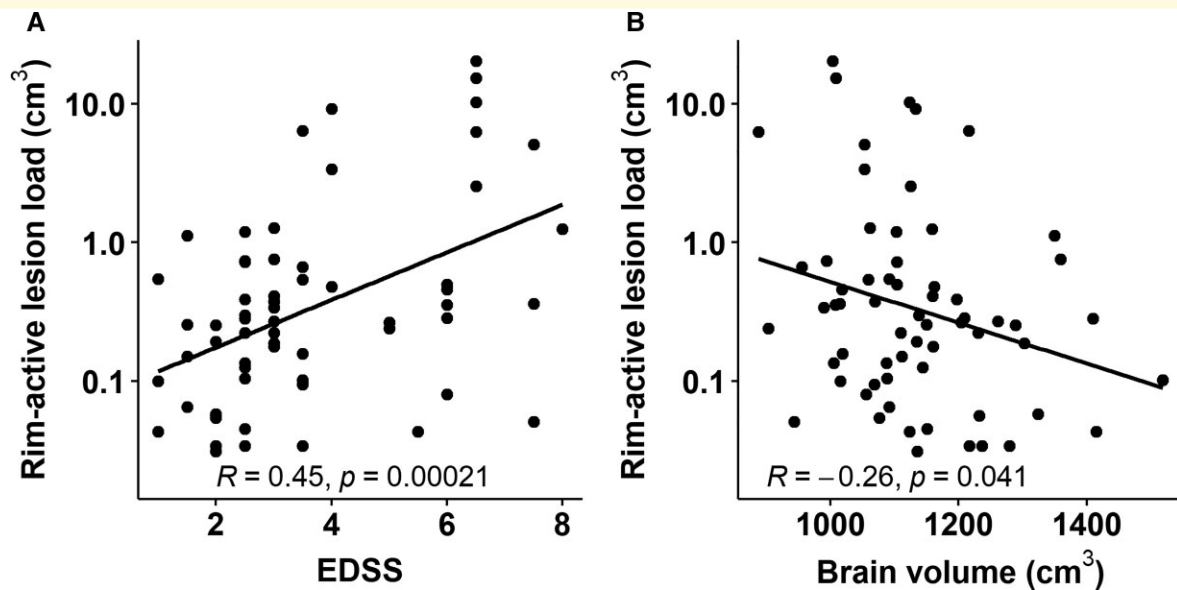 A
Rim-active lesion load (cm³)
10.0
1.0
0.1
R = 0.45, p = 0.00021
2 4 6 8
EDSS
B
Rim-active lesion load (cm³)
10.0
1.0
0.1
R = −0.26, p = 0.041
1000 1200 1400
Brain volume (cm³)